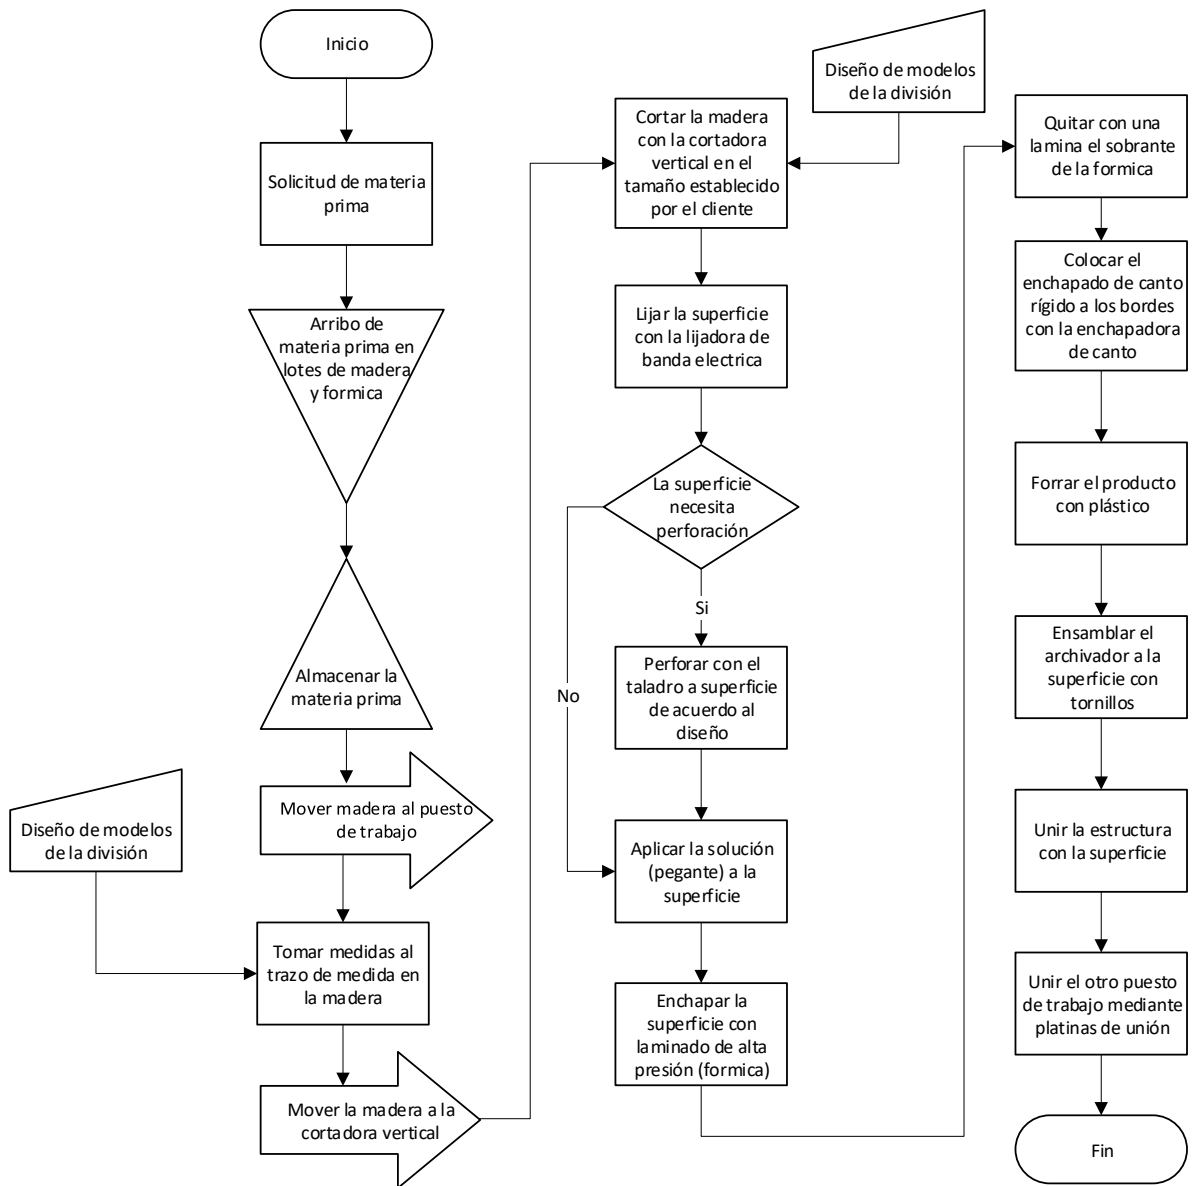 Inicio
Solicitud de materia
prima
Arribo de
materia prima en
lotes de madera
y formica
Almacenar la
materia prima
Mover madera al puesto
de trabajo
Diseño de modelos
de la división
Tomar medidas al
trazo de medida en
la madera
Mover la madera a la
cortadora vertical
Diseño de modelos
de la división
Cortar la madera
con la cortadora
vertical en el
tamaño establecido
por el cliente
Lijar la superficie
con la lijadora de
banda electrica
La superficie
necesita
perforación
Si
No
Perforar con el
taladro a superficie
de acuerdo al
diseño
Aplicar la solución
(pegante) a la
superficie
Enchapar la
superficie con
laminado de alta
presión (formica)
Quitar con una
lamina el sobrante
de la formica
Colocar el
enchapado de canto
rígido a los bordes
con la enchapadora
de canto
Forrar el producto
con plástico
Ensamblar el
archivador a la
superficie con
tornillos
Unir la estructura
con la superficie
Unir el otro puesto
de trabajo mediante
platinas de unión
Fin